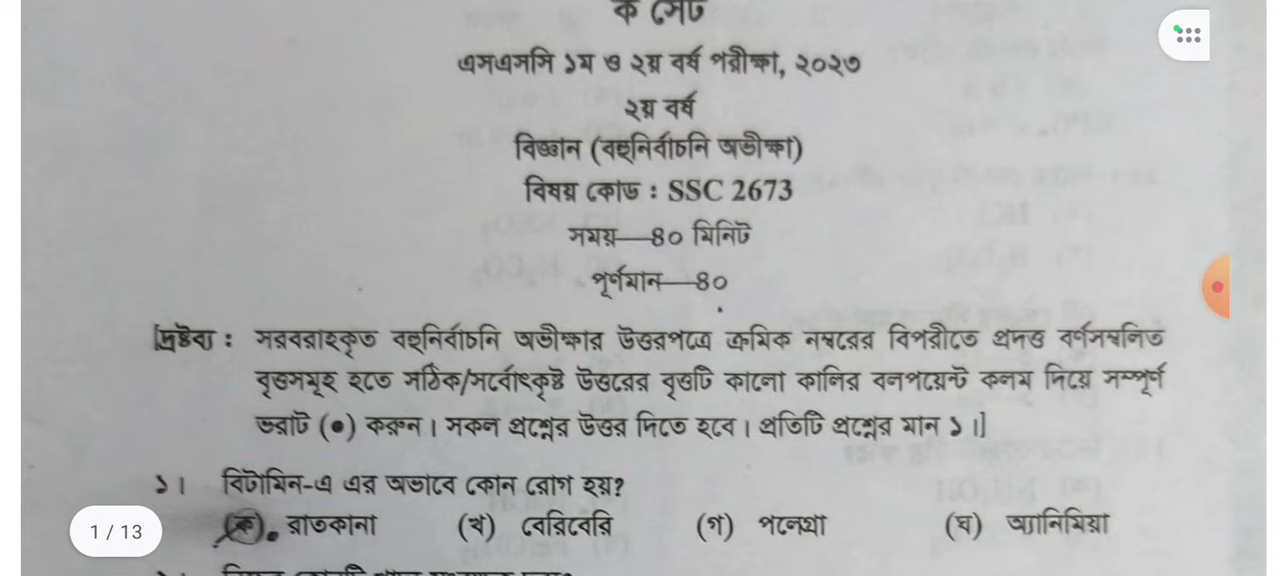 ক সেট
এসএসসি ১ম ও ২য় বর্ষ পরীক্ষা, ২০২৩
২য় বর্ষ
বিজ্ঞান (বহুনির্বাচনি অভীক্ষা)
বিষয় কোড : SSC 2673
সময়—৪০ মিনিট
পূর্ণমান—৪০
[দ্রষ্টব্য : সরবরাহকৃত বহুনির্বাচনি অভীক্ষার উত্তরপত্রে ক্রমিক নম্বরের বিপরীতে প্রদত্ত বর্ণসম্বলিত
বৃত্তসমূহ হতে সঠিক/সর্বোৎকৃষ্ট উত্তরের বৃত্তটি কালো কালির বলপয়েন্ট কলম দিয়ে সম্পূর্ণ
ভরাট (●) করুন। সকল প্রশ্নের উত্তর দিতে হবে। প্রতিটি প্রশ্নের মান ১।]
১। ভিটামিন-এ এর অভাবে কোন রোগ হয়?
(ক) রাতকানা (খ) বেরিবেরি (গ) পলেগ্রা (ঘ) অ্যানিমিয়া
1 / 13